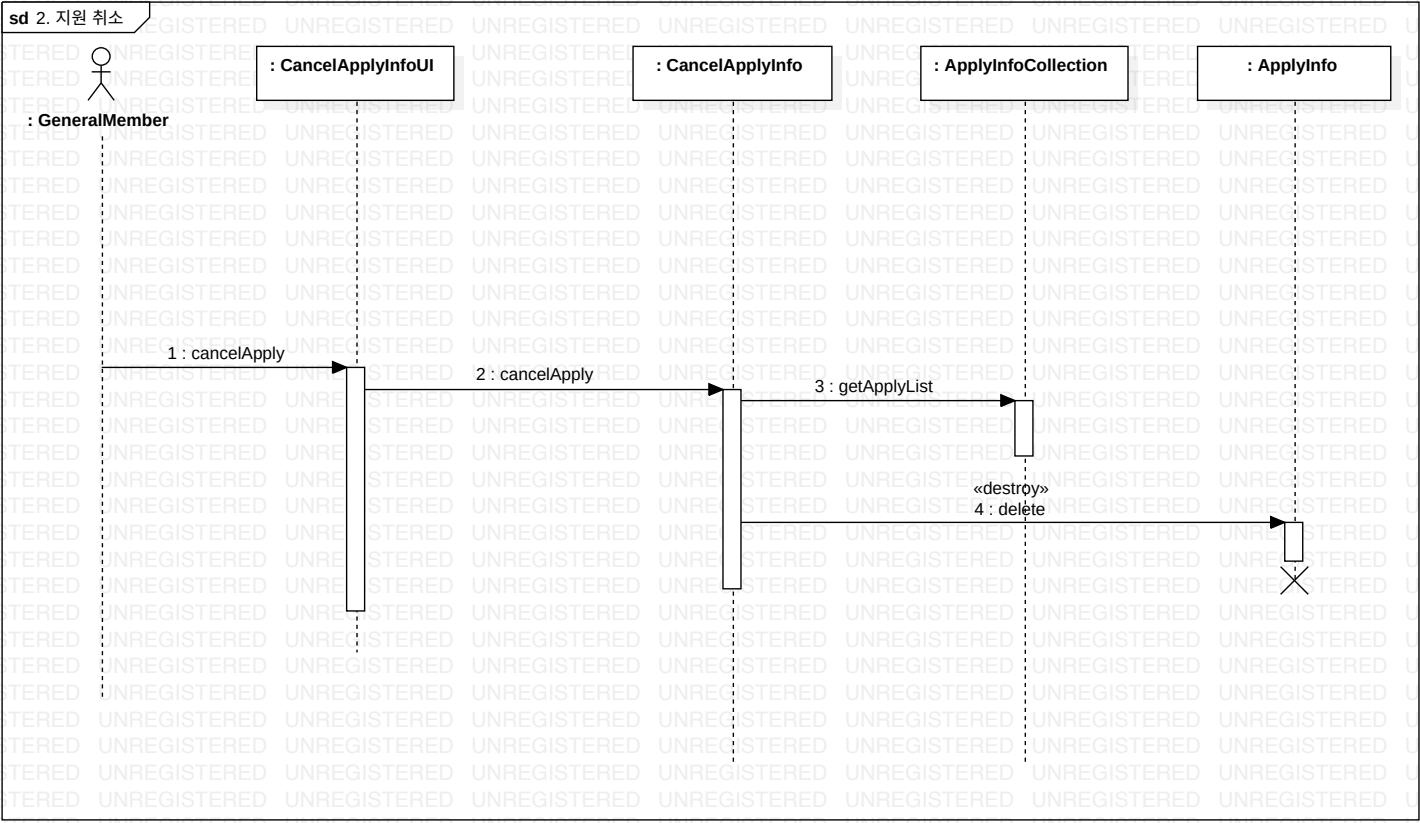 sd 2. 지원 취소
: CancelApplyInfoUI
: CancelApplyInfo
: ApplyInfoCollection
: ApplyInfo
: GeneralMember
1 : cancelApply
2 : cancelApply
3 : getApplyList
«destroy»
4 : delete
UNREGISTERED